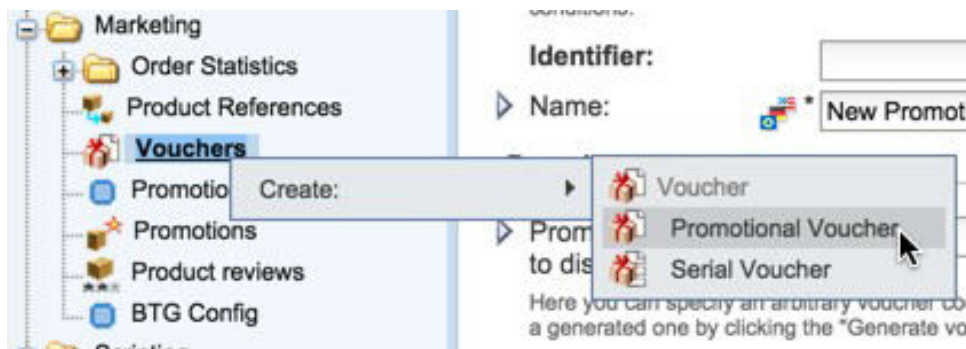 Marketing
Order Statistics
Product References
Vouchers
Promotio
Promotions
Product reviews
BTG Config
Scripting
conditions.
Identifier:
Name:
* New Promot
Create:
Voucher
Promotional Voucher
Serial Voucher
Prom
to dis
Here you can specify an arbitrary voucher co
a generated one by clicking the "Generate vo